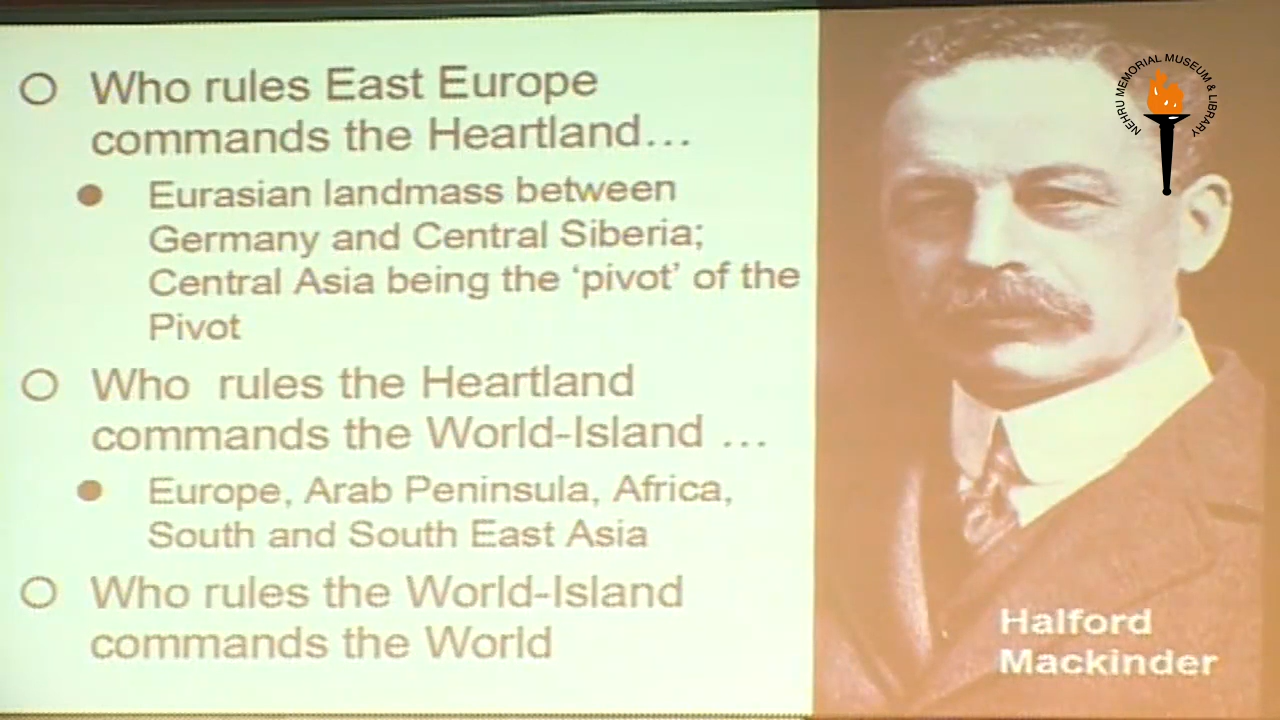 Who rules East Europe
commands the Heartland…
Eurasian landmass between
Germany and Central Siberia;
Central Asia being the ‘pivot’ of the
Pivot
Who rules the Heartland
commands the World-Island …
Europe, Arab Peninsula, Africa,
South and South East Asia
Who rules the World-Island
commands the World
NEHRU MEMORIAL MUSEUM & LIBRARY
Halford
Mackinder